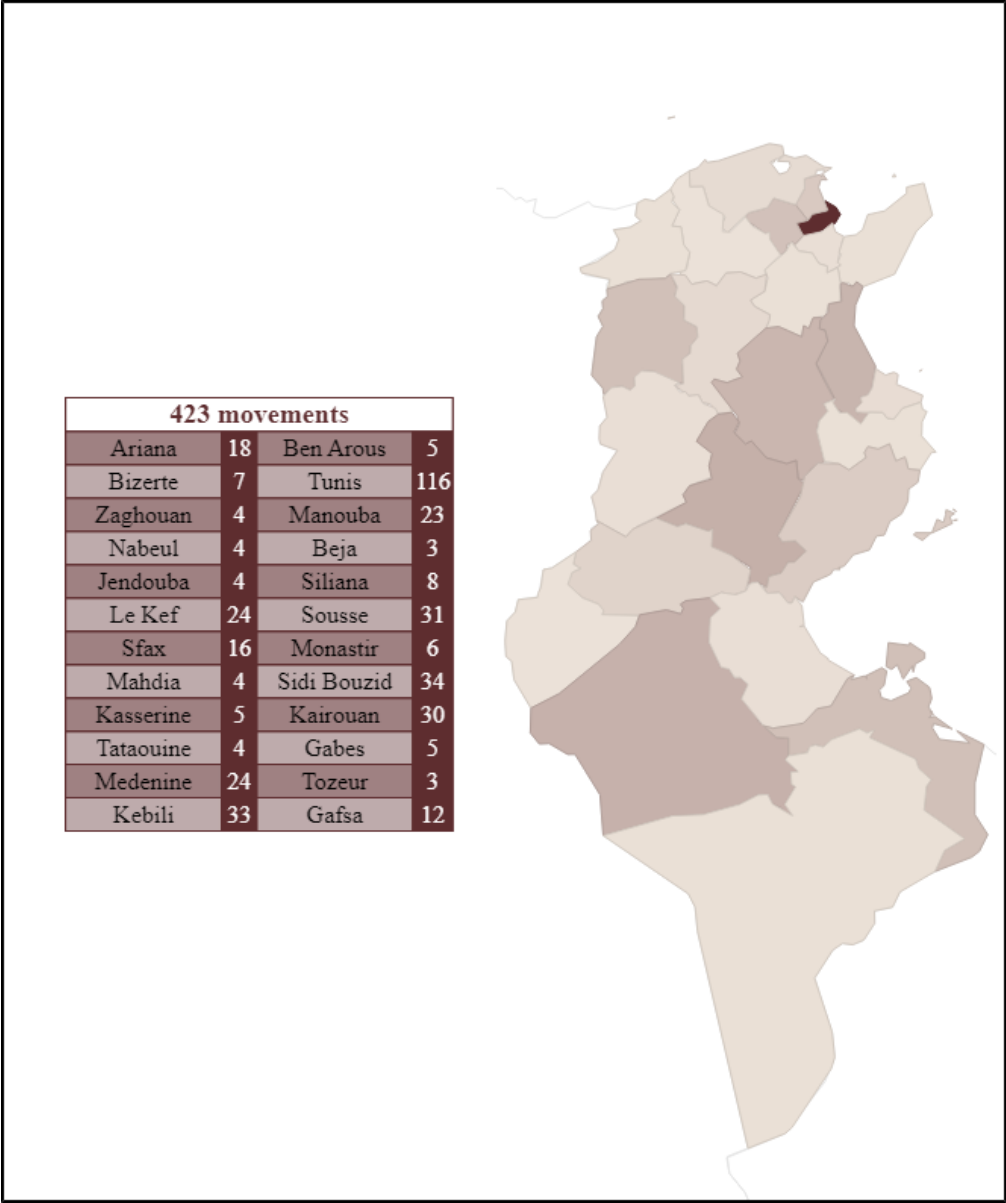 423 movements
Ariana 18 Ben Arous 5
Bizerte 7 Tunis 116
Zaghouan 4 Manouba 23
Nabeul 4 Beja 3
Jendouba 4 Siliana 8
Le Kef 24 Sousse 31
Sfax 16 Monastir 6
Mahdia 4 Sidi Bouzid 34
Kasserine 5 Kairouan 30
Tataouine 4 Gabes 5
Medenine 24 Tozeur 3
Kebili 33 Gafsa 12